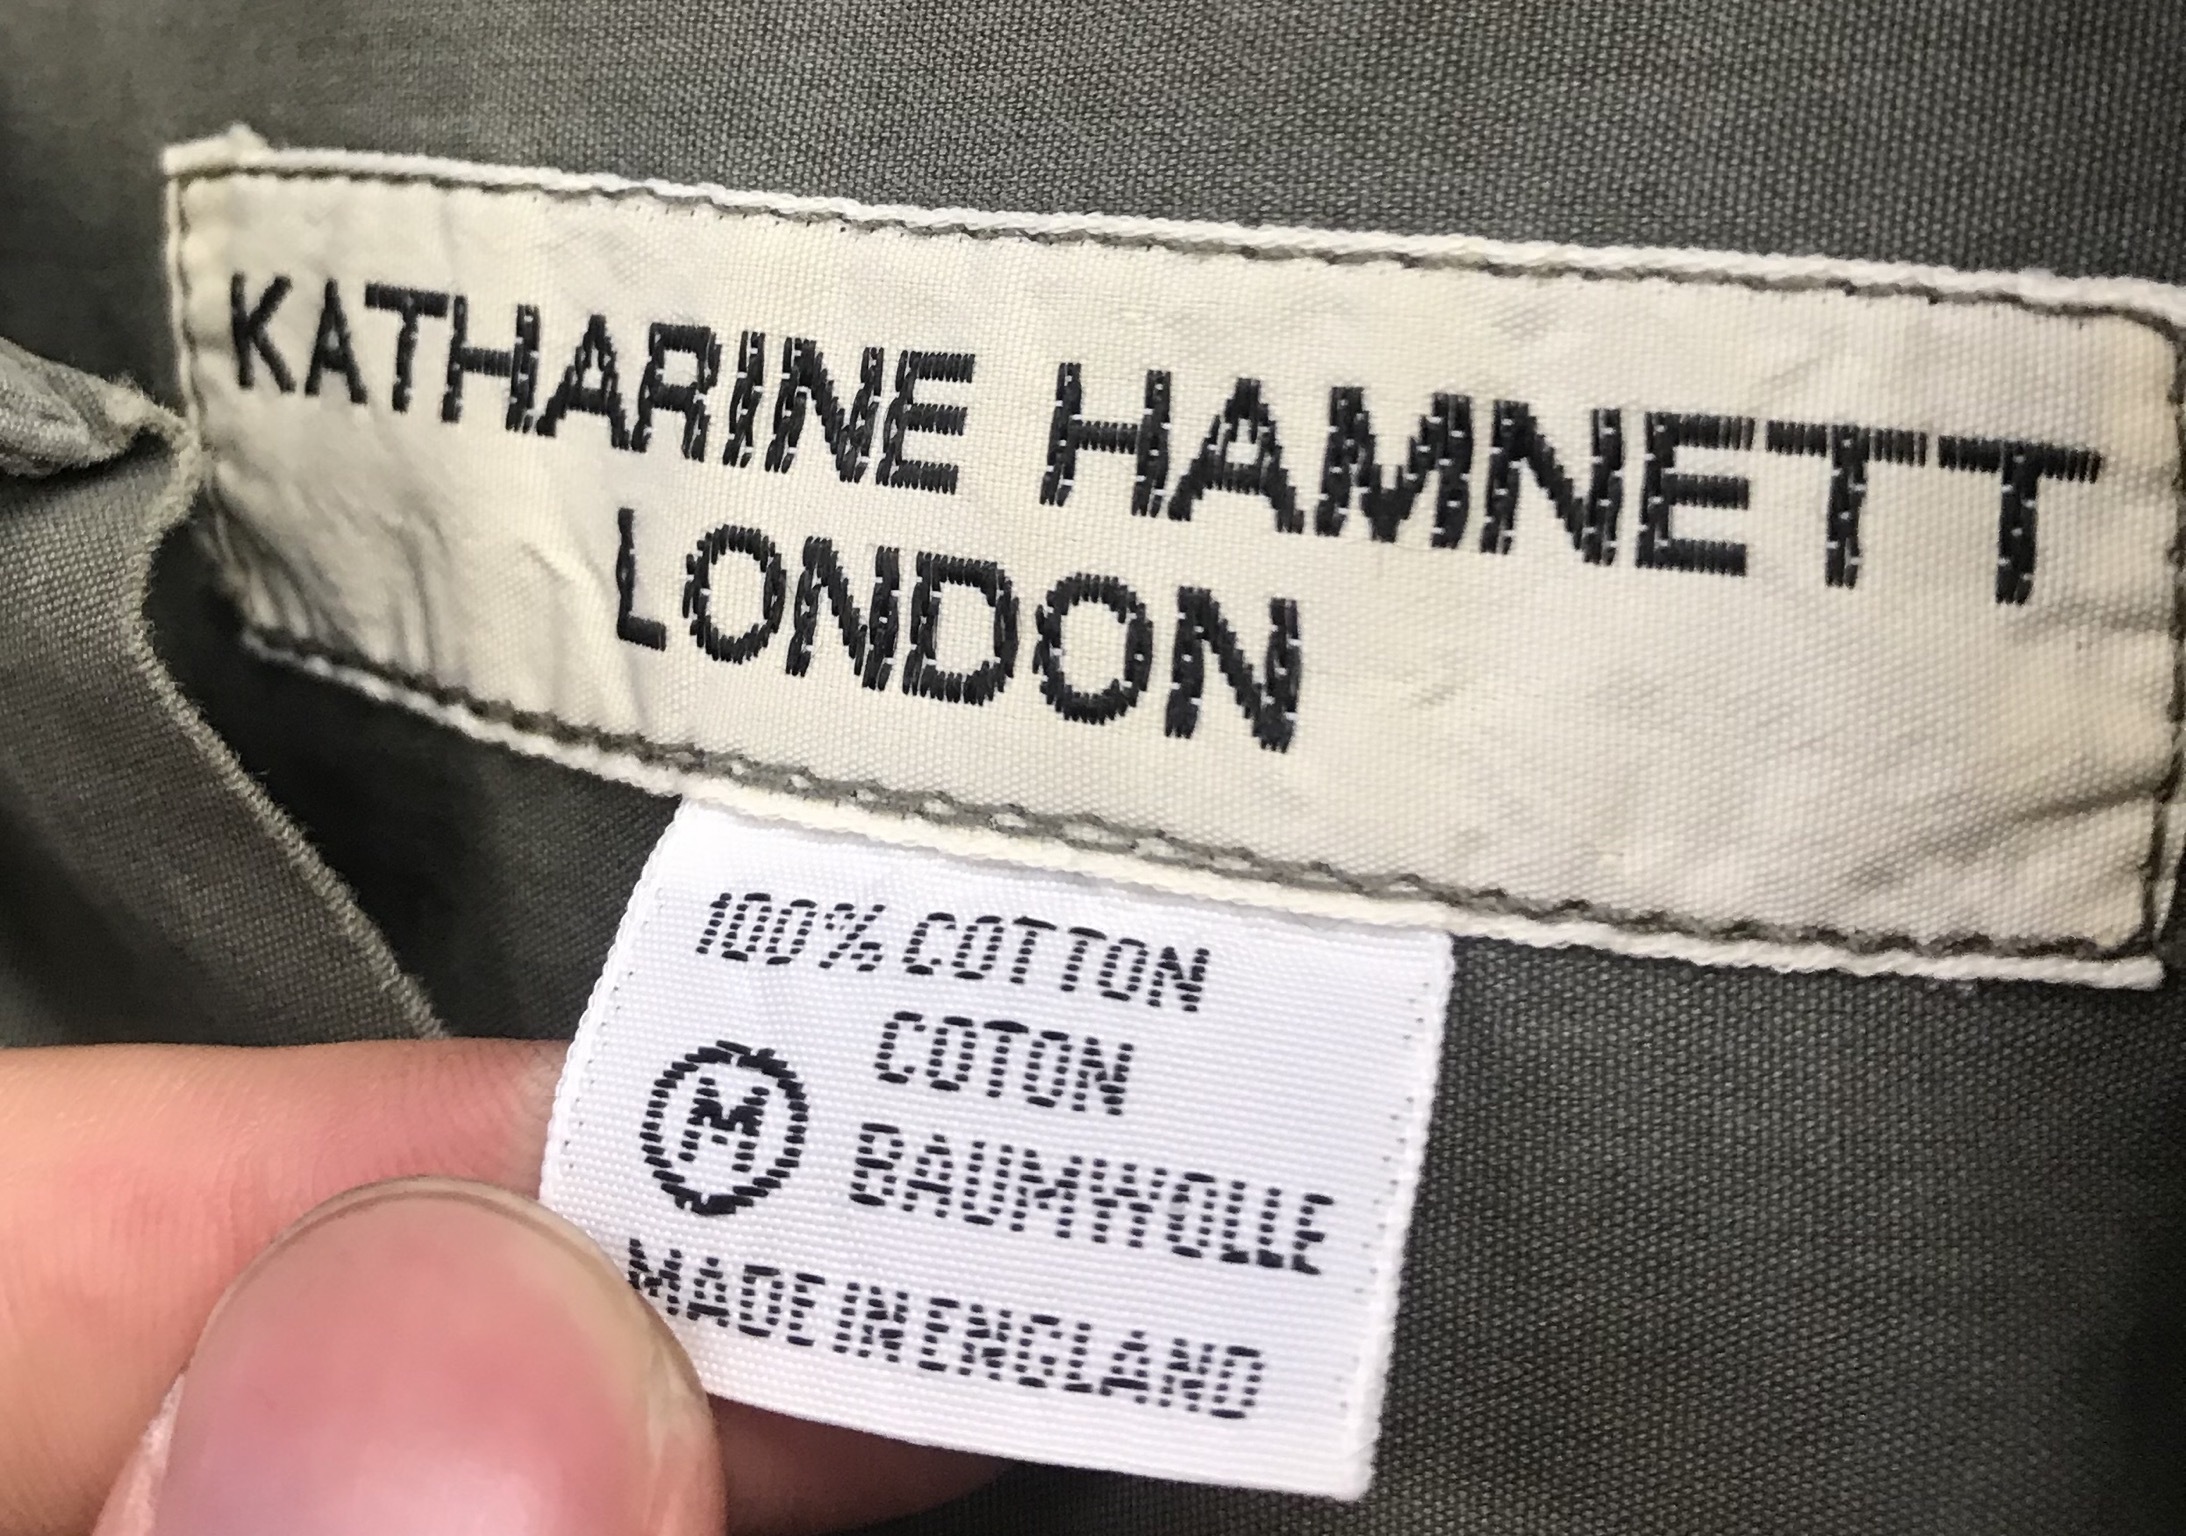 KATHARINE HAMNETT
LONDON
100% COTTON
COTON
M
BAUMWOLLE
MADE IN ENGLAND